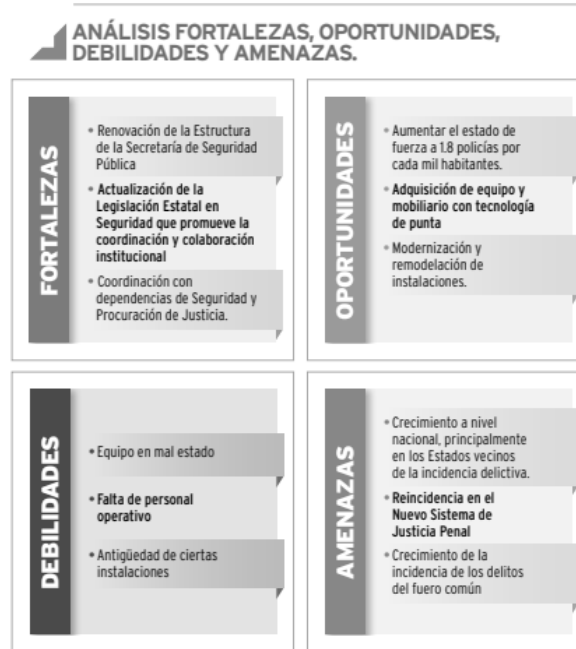 ANÁLISIS FORTALEZAS, OPORTUNIDADES,
DEBILIDADES Y AMENAZAS.
FORTALEZAS
• Renovación de la Estructura
de la Secretaría de Seguridad
Pública
• Actualización de la
Legislación Estatal en
Seguridad que promueve la
coordinación y colaboración
institucional
• Coordinación con
dependencias de Seguridad y
Procuración de Justicia.
OPORTUNIDADES
• Aumentar el estado de
fuerza a 1.8 policías por
cada mil habitantes.
• Adquisición de equipo y
mobiliario con tecnología
de punta
• Modernización y
remodelación de
instalaciones.
DEBILIDADES
• Equipo en mal estado
• Falta de personal
operativo
• Antigüedad de ciertas
instalaciones
AMENAZAS
• Crecimiento a nivel
nacional, principalmente
en los Estados vecinos
de la incidencia delictiva.
• Reincidencia en el
Nuevo Sistema de
Justicia Penal
• Crecimiento de la
incidencia de los delitos
del fuero común